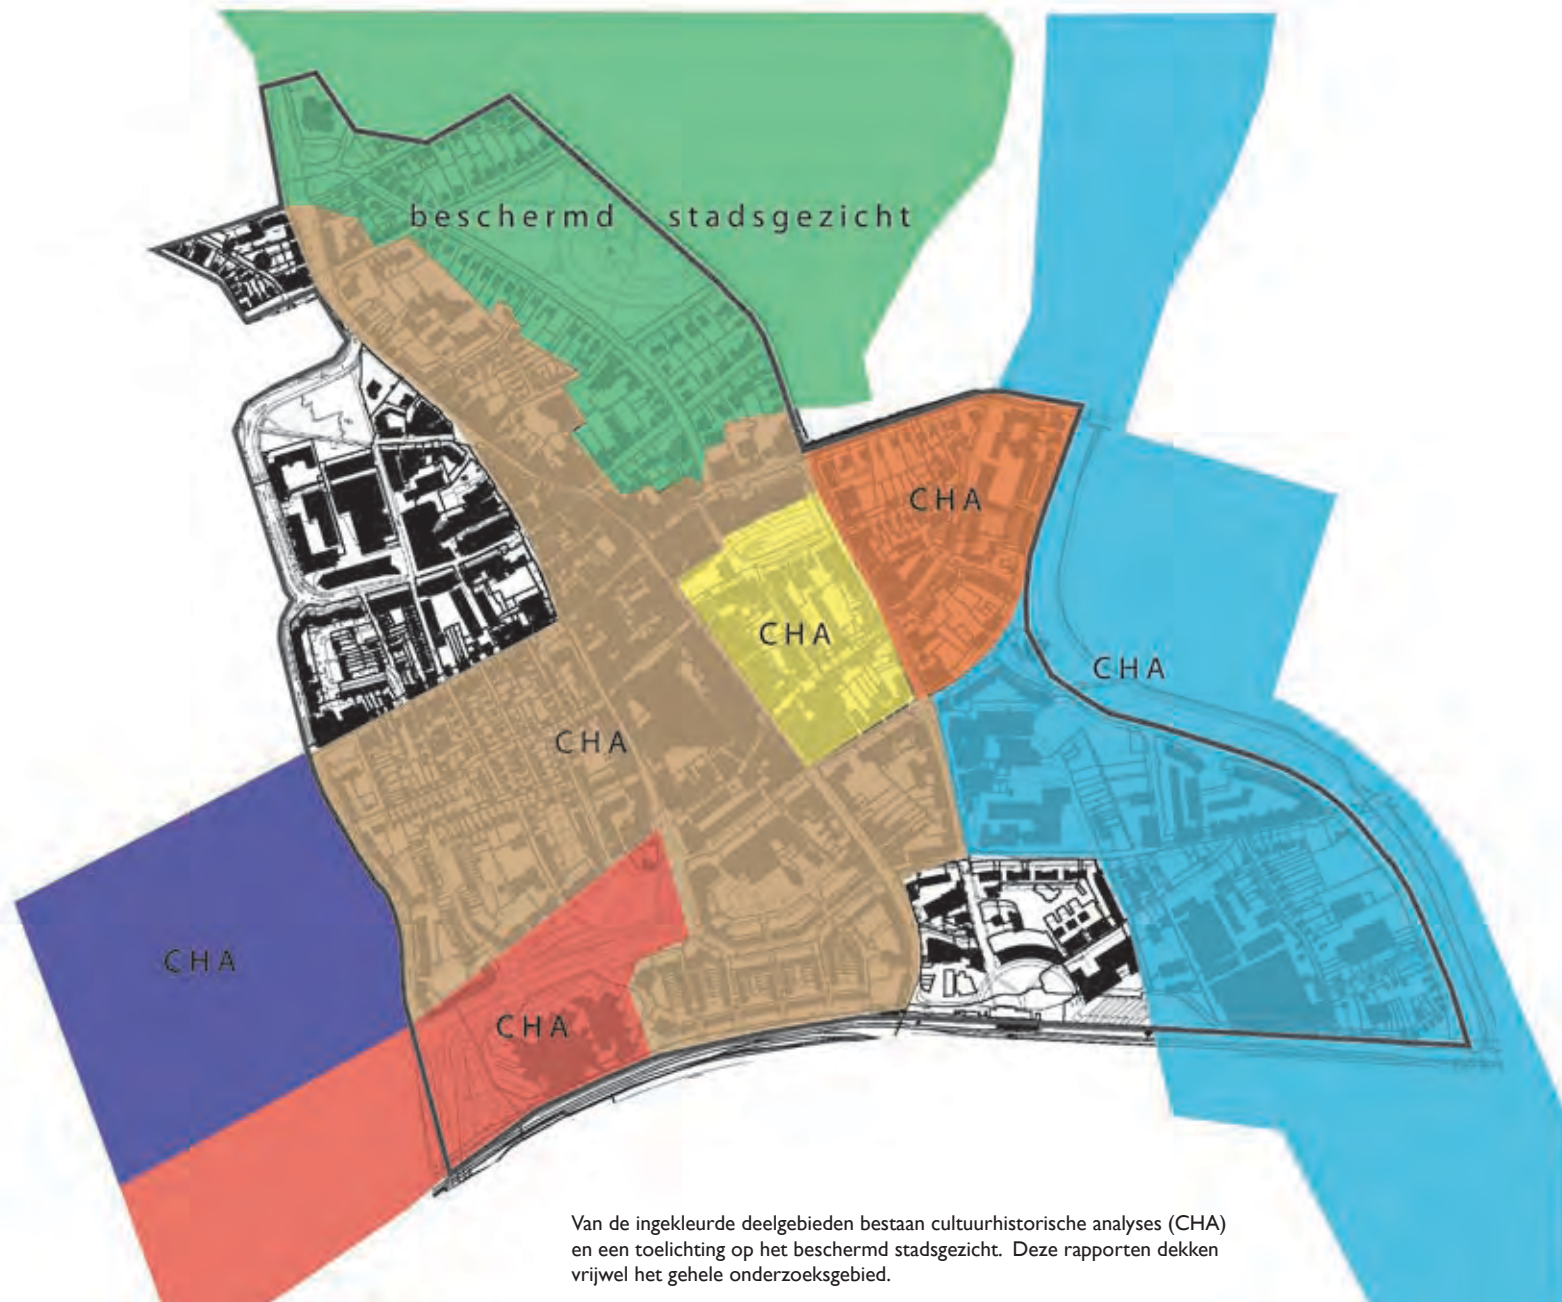 beschermd stadsgezicht
CHA
CHA
CHA
CHA
CHA
CHA
Van de ingekleurde deelgebieden bestaan cultuurhistorische analyses (CHA)
en een toelichting op het beschermd stadsgezicht. Deze rapporten dekken
vrijwel het gehele onderzoeksgebied.